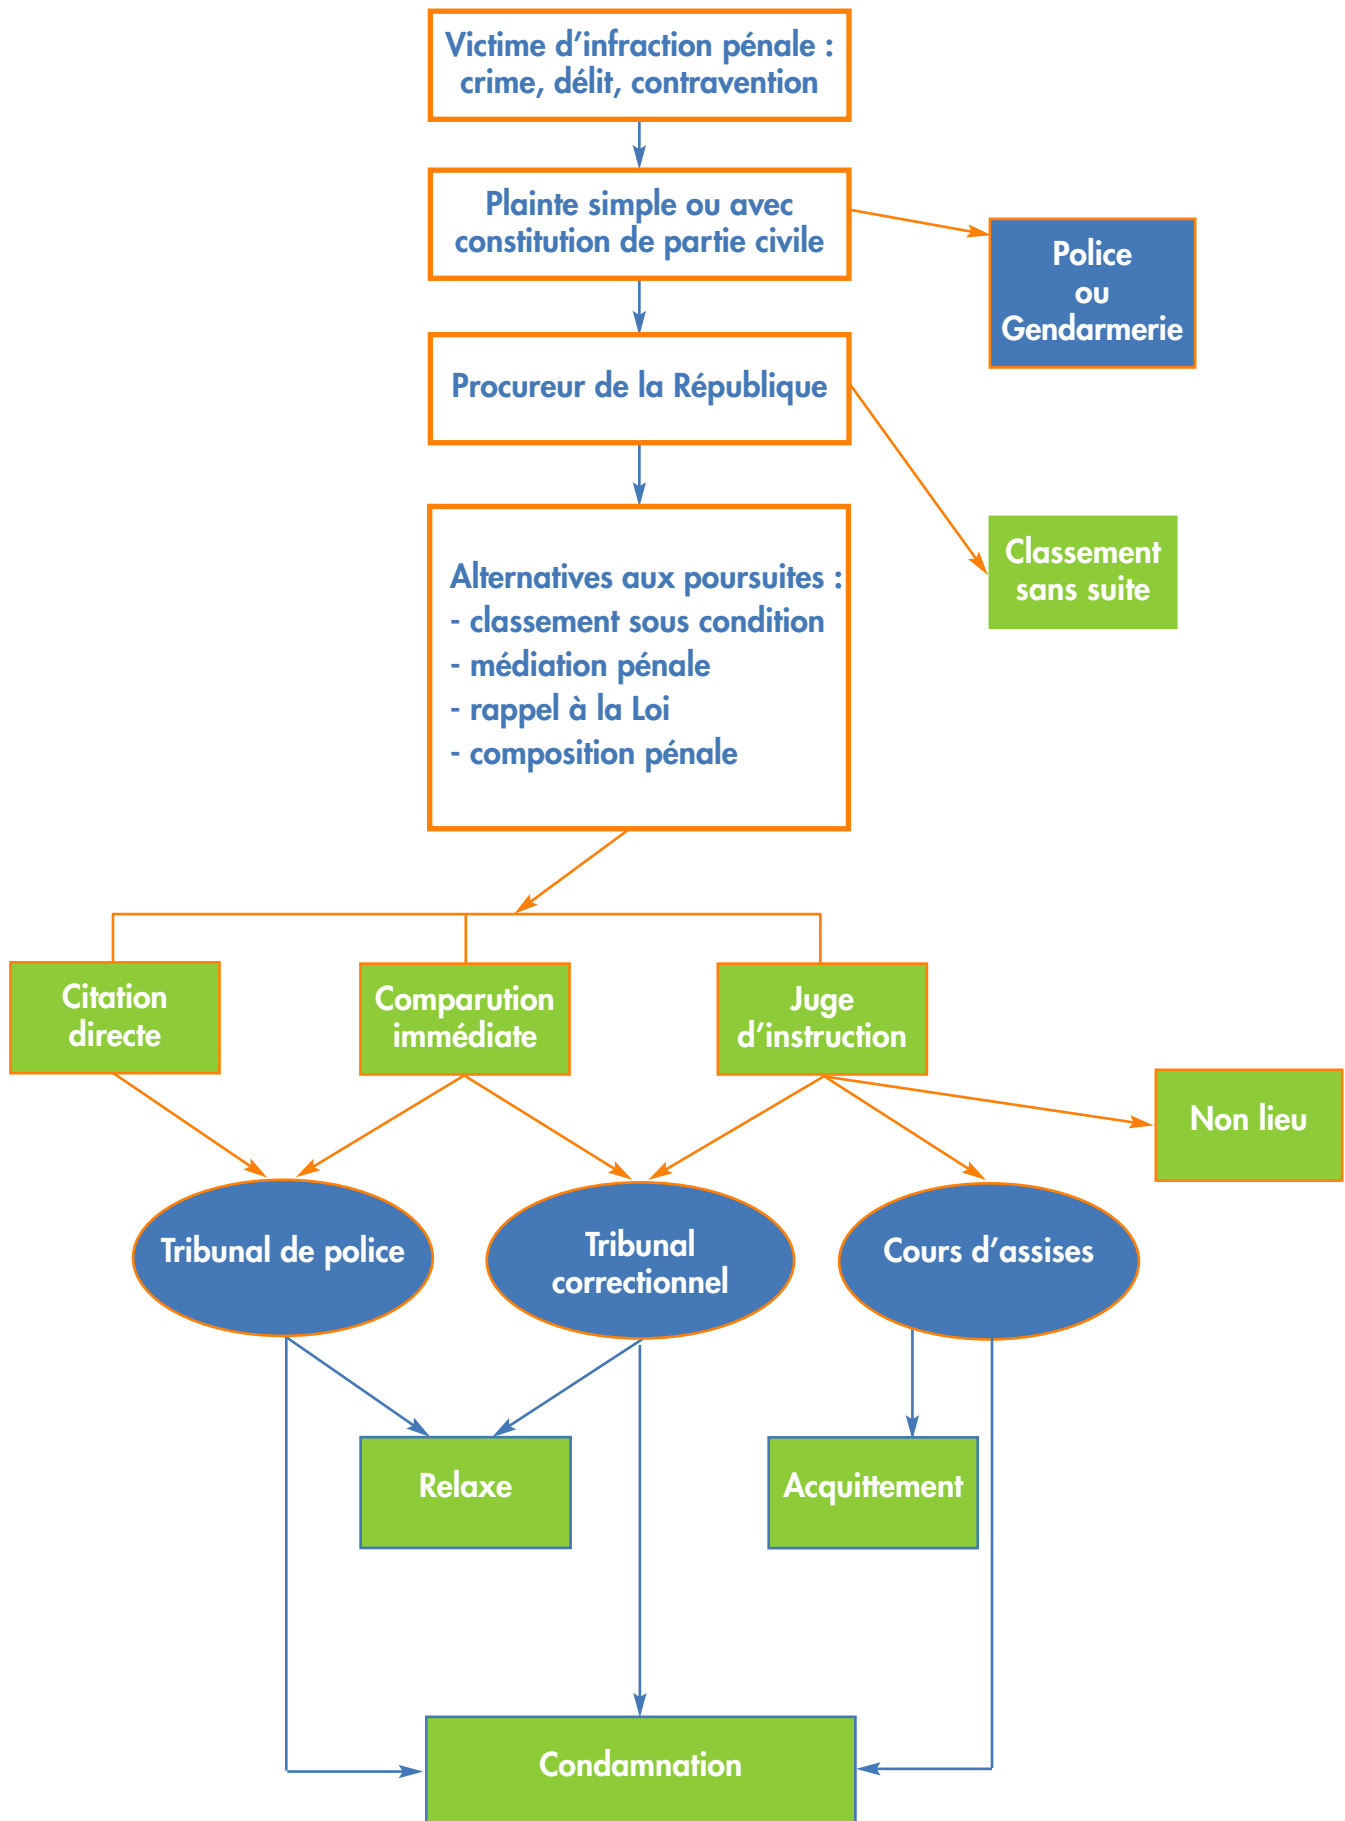 Victime d’infraction pénale :
crime, délit, contravention
Plainte simple ou avec
constitution de partie civile
Police
ou
Gendarmerie
Procureur de la République
Classement
sans suite
Alternatives aux poursuites :
- classement sous condition
- médiation pénale
- rappel à la Loi
- composition pénale
Citation
directe
Comparution
immédiate
Juge
d’instruction
Non lieu
Tribunal de police
Tribunal
correctionnel
Cours d’assises
Relaxe
Acquittement
Condamnation